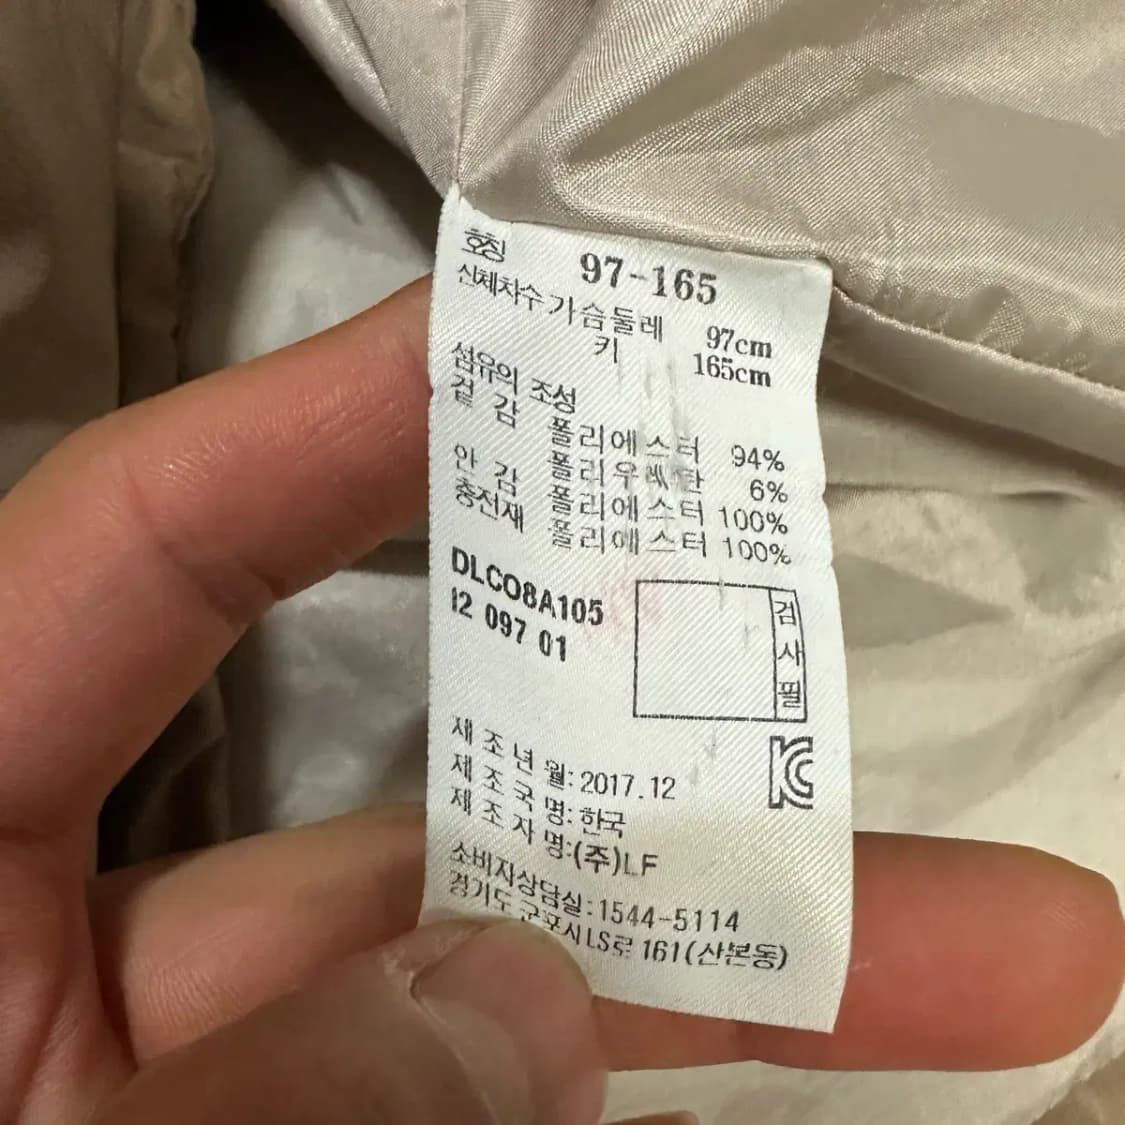 호칭 97-165
신체치수 가슴둘레 97cm
키 165cm
섬유의 조성
겉감 폴리에스터 94%
폴리우레탄 6%
안감 폴리에스터 100%
충전재 폴리에스터 100%
DLCO8A105
I2 097 01
검사필
제조년월: 2017.12
제조국명: 한국
제조자명:(주)LF
소비자상담실:1544-5114
경기도 군포시 LS로 161(산본동)